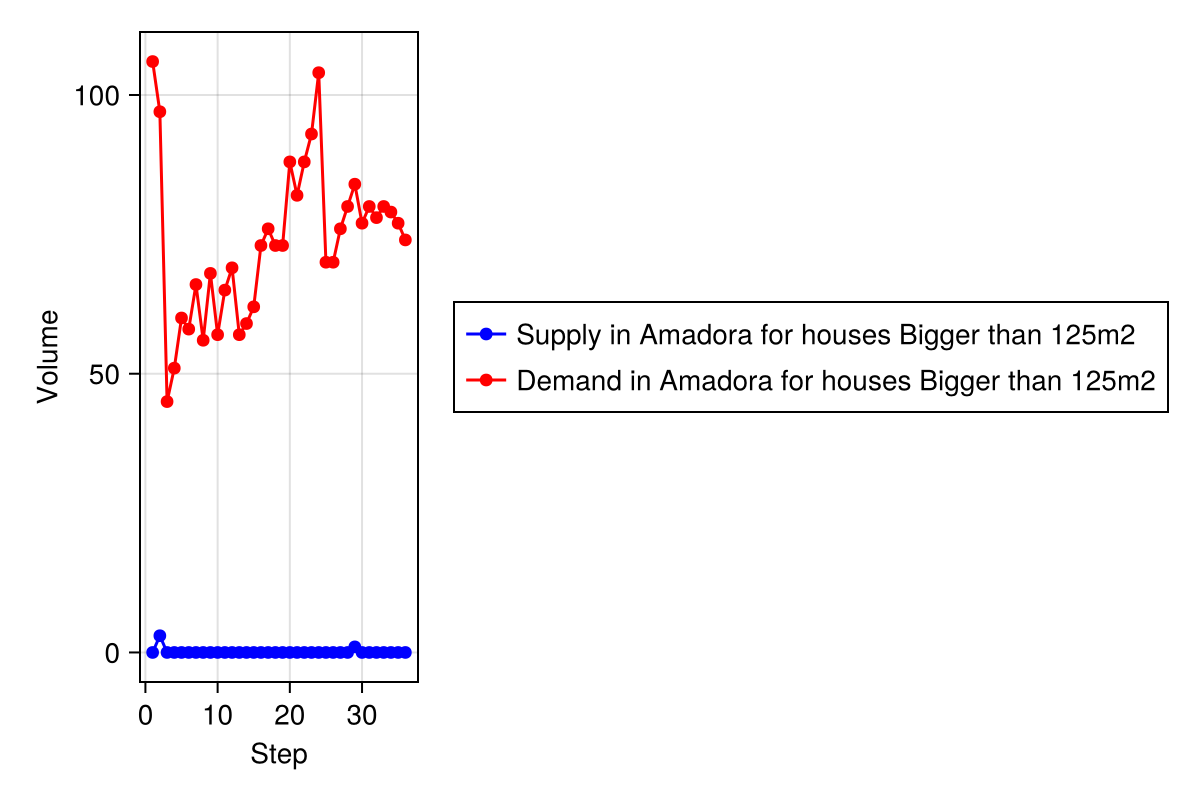 100
50
0
Volume
0 10 20 30
Step
Supply in Amadora for houses Bigger than 125m2
Demand in Amadora for houses Bigger than 125m2